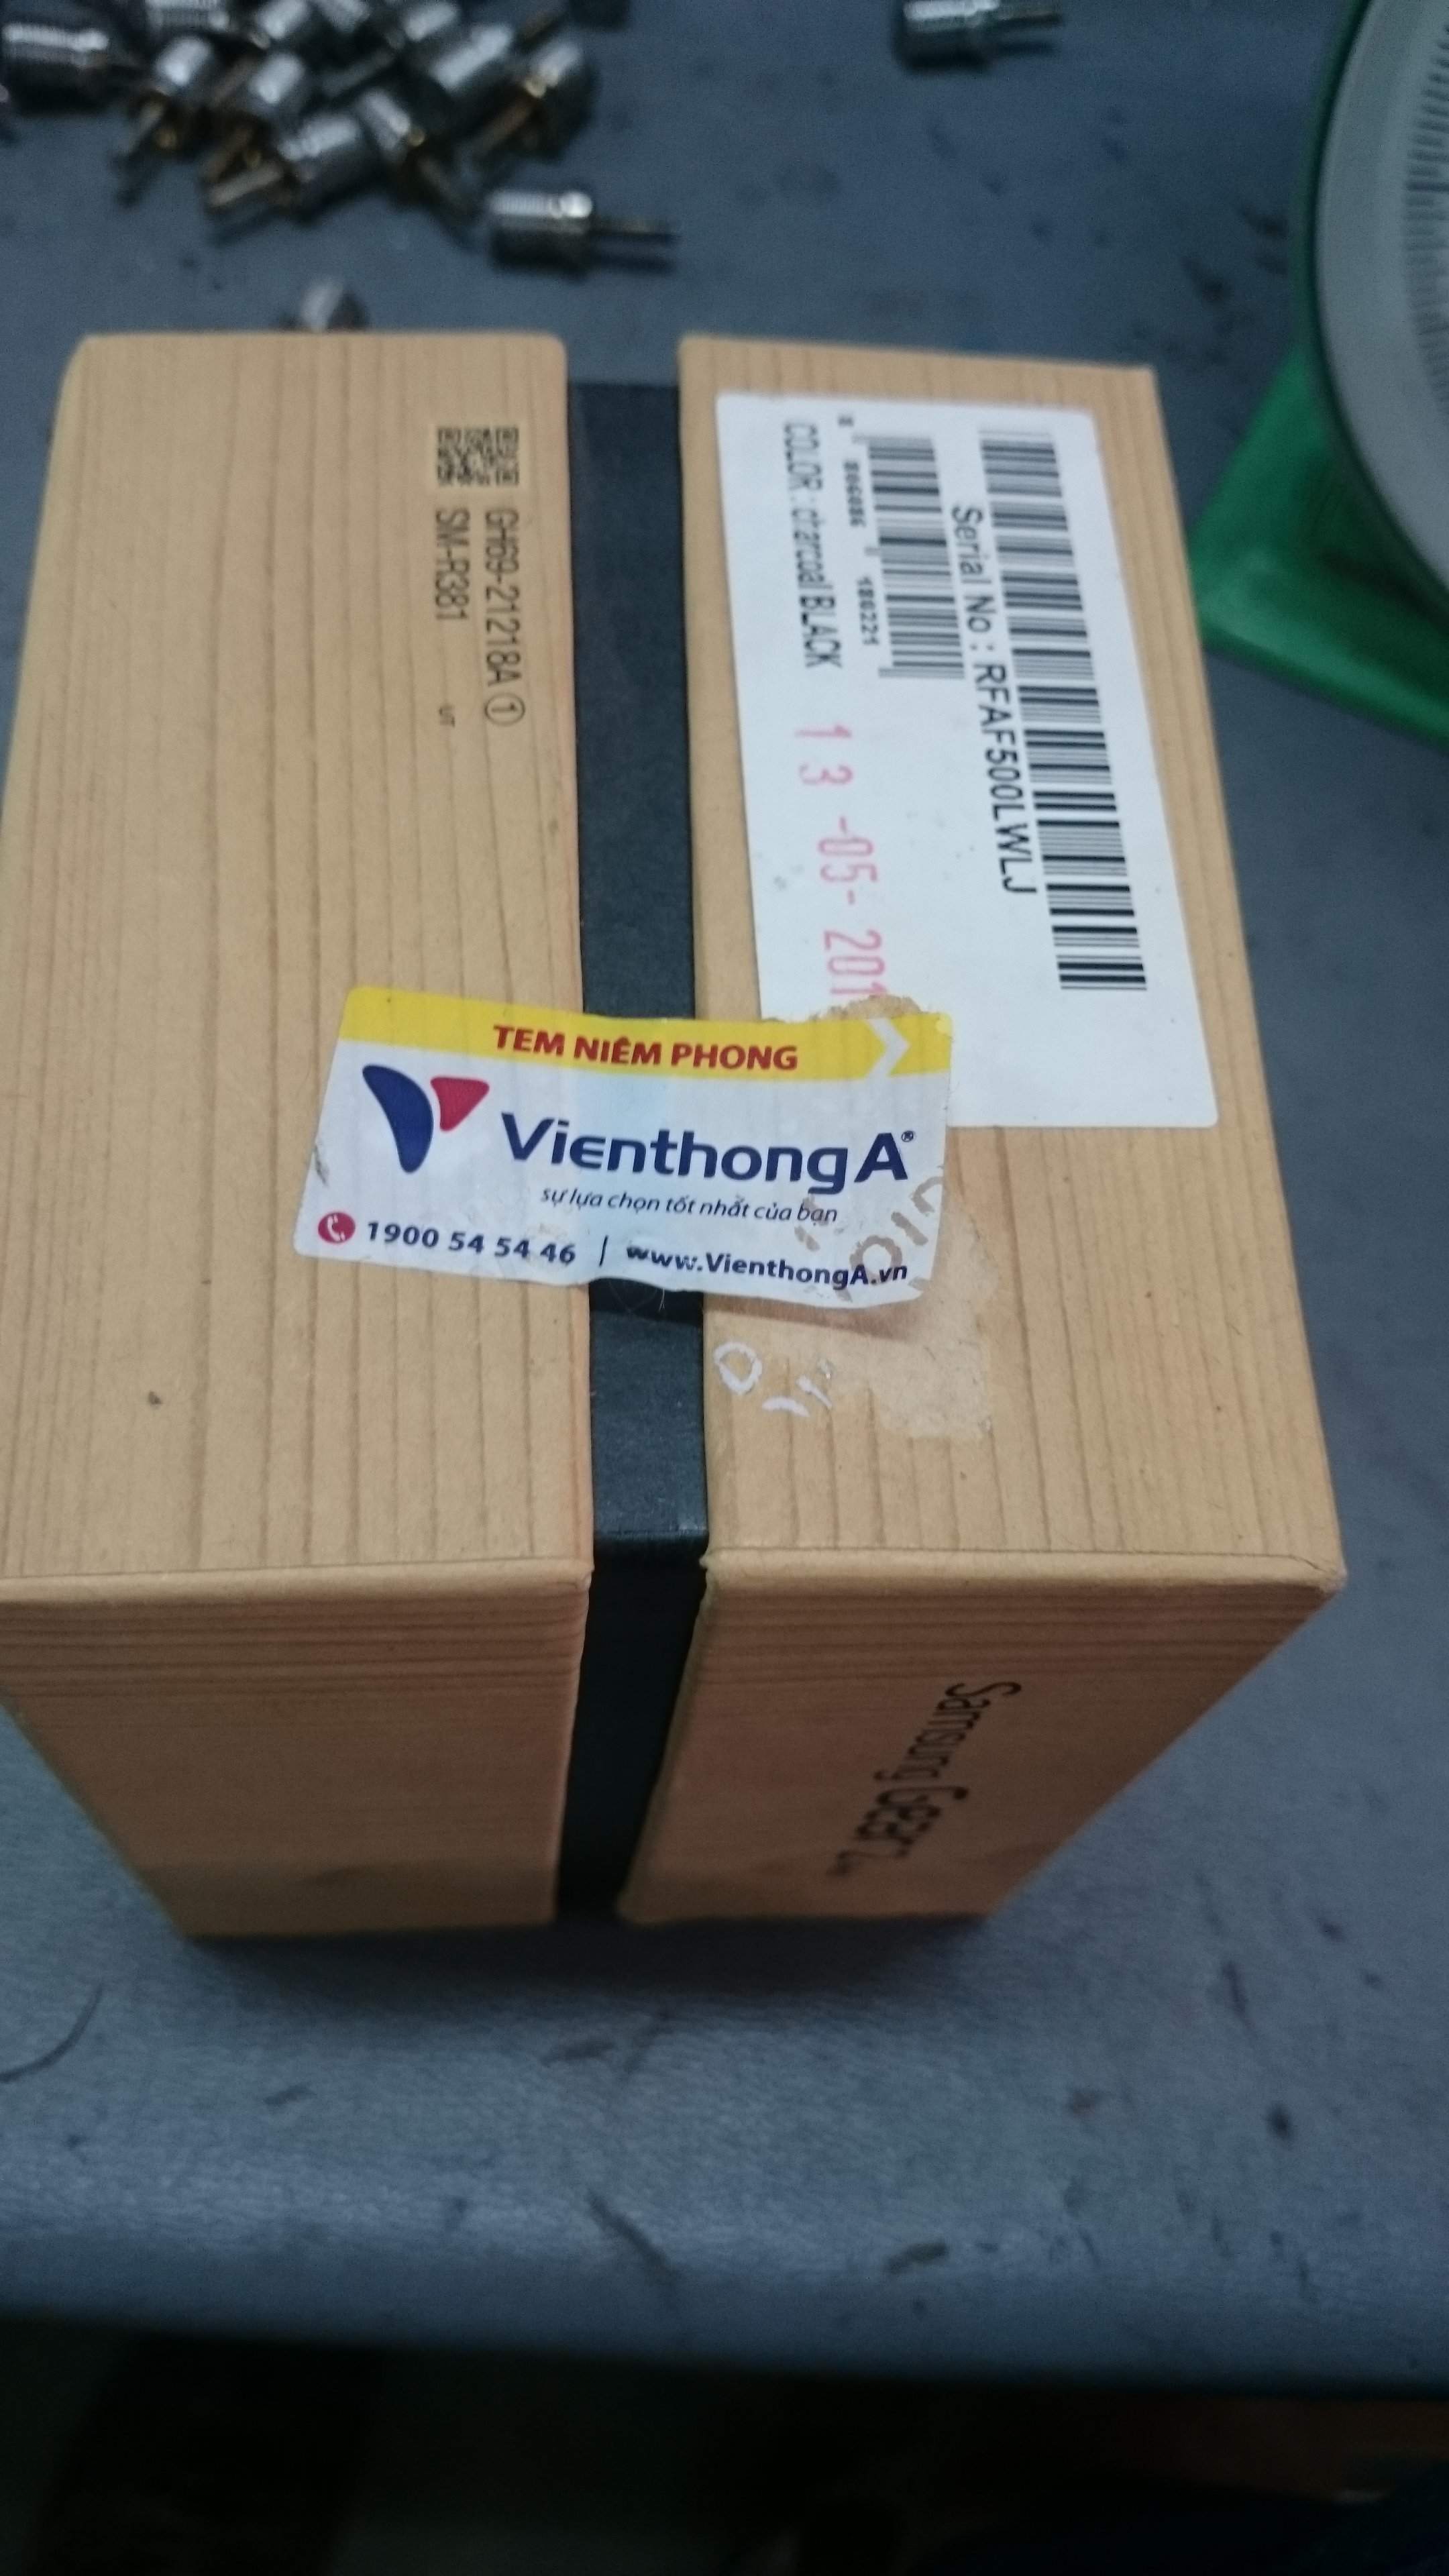 GH69-21218A ①
SM-R381
Serial No : RFAF500LWLJ
COLOR : charcoal BLACK
13 -05- 201
TEM NIÊM PHONG
VienthongA®
sự lựa chọn tốt nhất của bạn
1900 54 54 46 | www.VienthongA.vn
Samsung Gear 2